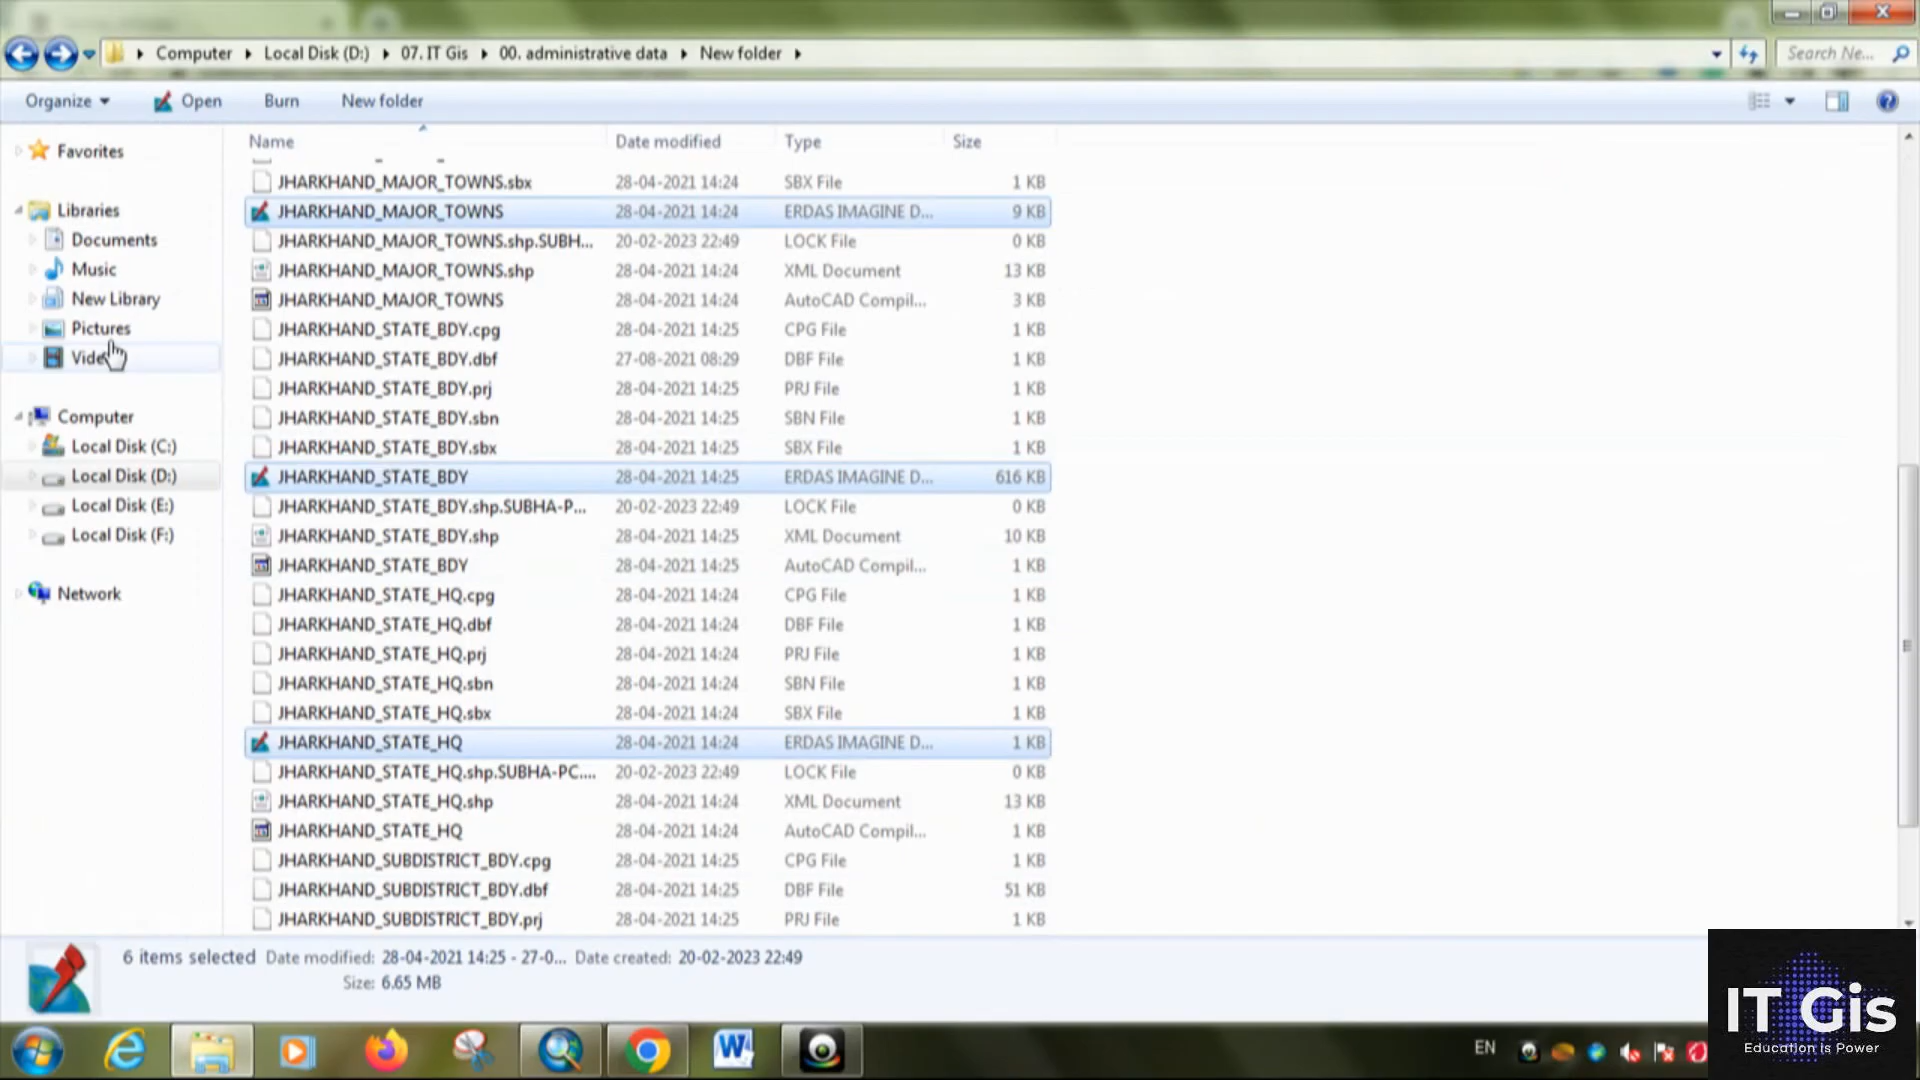 Computer Local Disk (D:) 07. IT Gis 00. administrative data New folder Search Ne...
Organize Open Burn New folder
Favorites
Libraries
Documents
Music
New Library
Pictures
Computer
Local Disk (C:)
Local Disk (D:)
Local Disk (E:)
Local Disk (F:)
Network
Name Date modified Type Size
JHARKHAND_MAJOR_TOWNS.sbx 28-04-2021 14:24 SBX File 1 KB
JHARKHAND_MAJOR_TOWNS 28-04-2021 14:24 ERDAS IMAGINE D... 9 KB
JHARKHAND_MAJOR_TOWNS.shp.SUBH... 20-02-2023 22:49 LOCK File 0 KB
JHARKHAND_MAJOR_TOWNS.shp 28-04-2021 14:24 XML Document 13 KB
JHARKHAND_MAJOR_TOWNS 28-04-2021 14:24 AutoCAD Compil... 3 KB
JHARKHAND_STATE_BDY.cpg 28-04-2021 14:25 CPG File 1 KB
JHARKHAND_STATE_BDY.dbf 27-08-2021 08:29 DBF File 1 KB
JHARKHAND_STATE_BDY.prj 28-04-2021 14:25 PRJ File 1 KB
JHARKHAND_STATE_BDY.sbn 28-04-2021 14:25 SBN File 1 KB
JHARKHAND_STATE_BDY.sbx 28-04-2021 14:25 SBX File 1 KB
JHARKHAND_STATE_BDY 28-04-2021 14:25 ERDAS IMAGINE D... 616 KB
JHARKHAND_STATE_BDY.shp.SUBHA-P... 20-02-2023 22:49 LOCK File 0 KB
JHARKHAND_STATE_BDY.shp 28-04-2021 14:25 XML Document 10 KB
JHARKHAND_STATE_BDY 28-04-2021 14:25 AutoCAD Compil... 1 KB
JHARKHAND_STATE_HQ.cpg 28-04-2021 14:24 CPG File 1 KB
JHARKHAND_STATE_HQ.dbf 28-04-2021 14:24 DBF File 1 KB
JHARKHAND_STATE_HQ.prj 28-04-2021 14:24 PRJ File 1 KB
JHARKHAND_STATE_HQ.sbn 28-04-2021 14:24 SBN File 1 KB
JHARKHAND_STATE_HQ.sbx 28-04-2021 14:24 SBX File 1 KB
JHARKHAND_STATE_HQ 28-04-2021 14:24 ERDAS IMAGINE D... 1 KB
JHARKHAND_STATE_HQ.shp.SUBHA-PC.... 20-02-2023 22:49 LOCK File 0 KB
JHARKHAND_STATE_HQ.shp 28-04-2021 14:24 XML Document 13 KB
JHARKHAND_STATE_HQ 28-04-2021 14:24 AutoCAD Compil... 1 KB
JHARKHAND_SUBDISTRICT_BDY.cpg 28-04-2021 14:25 CPG File 1 KB
JHARKHAND_SUBDISTRICT_BDY.dbf 28-04-2021 14:25 DBF File 51 KB
JHARKHAND_SUBDISTRICT_BDY.prj 28-04-2021 14:25 PRJ File 1 KB
6 items selected Date modified: 28-04-2021 14:25 - 27-0... Date created: 20-02-2023 22:49
Size: 6.65 MB
EN
IT Gis
Education is Power